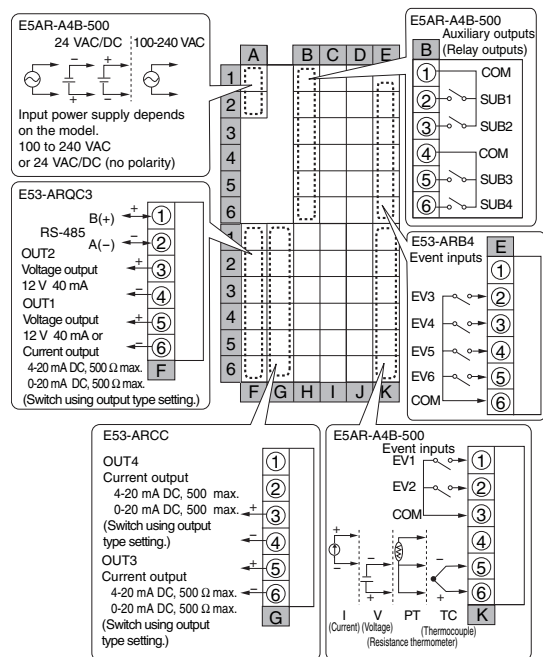 E5AR-A4B-500
24 VAC/DC 100-240 VAC
Input power supply depends
on the model.
100 to 240 VAC
or 24 VAC/DC (no polarity)
A B C D E
1
2
3
4
5
6
1
2
3
4
5
6
F G H I J K
E5AR-A4B-500
Auxiliary outputs
(Relay outputs)
B
1 COM
2 SUB1
3 SUB2
4 COM
5 SUB3
6 SUB4
E53-ARQC3
B(+) + 1
RS-485
A(−) − 2
OUT2
Voltage output
12 V 40 mA
+ 3
− 4
OUT1
Voltage output
12 V 40 mA or
Current output
4-20 mA DC, 500 Ω max.
0-20 mA DC, 500 Ω max.
(Switch using output type setting.)
+ 5
− 6
F
E53-ARB4
Event inputs
E
1
EV3 2
EV4 3
EV5 4
EV6 5
COM 6
E53-ARCC
OUT4
Current output
4-20 mA DC, 500 max.
0-20 mA DC, 500 max.
(Switch using output
type setting.)
OUT3
Current output
4-20 mA DC, 500 Ω max.
0-20 mA DC, 500 Ω max.
(Switch using output
type setting.)
1
2
+ 3
− 4
+ 5
− 6
G
E5AR-A4B-500
Event inputs
EV1 1
EV2 2
COM 3
4
5
6
K
+ − − +
I V PT TC
(Current) (Voltage) (Thermocouple)
(Resistance thermometer)